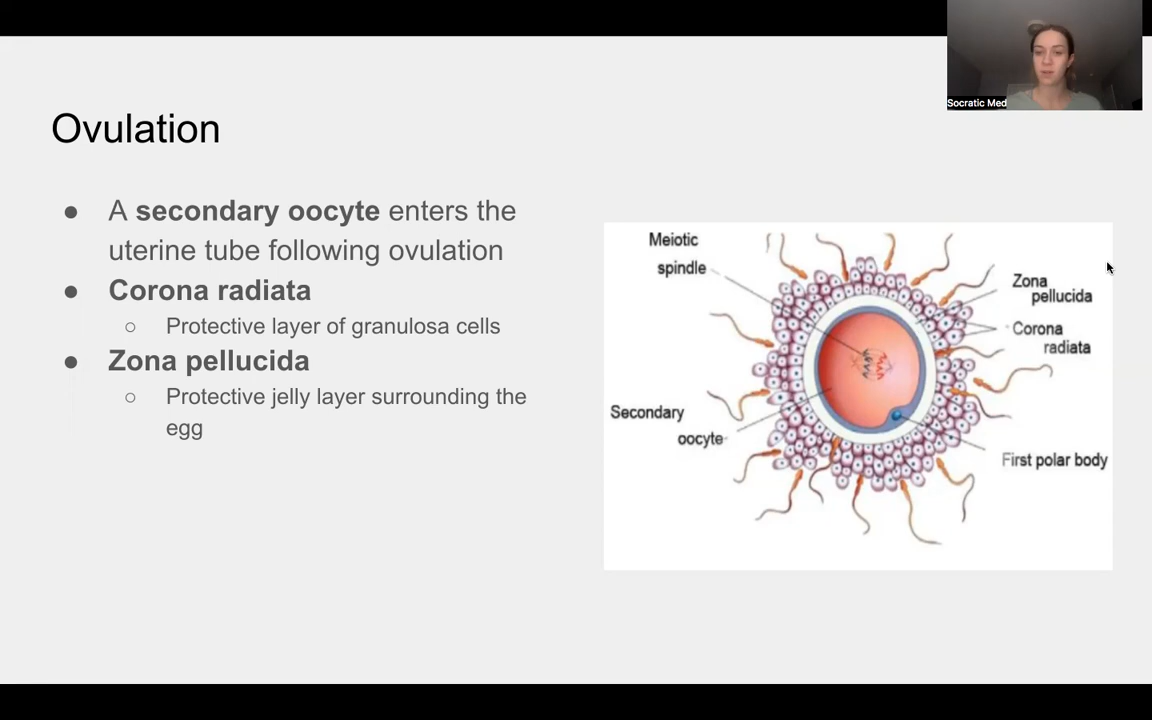 Socratic Med
Ovulation
● A secondary oocyte enters the
uterine tube following ovulation
● Corona radiata
○ Protective layer of granulosa cells
● Zona pellucida
○ Protective jelly layer surrounding the
egg
Meiotic
spindle
Zona
pellucida
Corona
radiata
Secondary
oocyte
First polar body